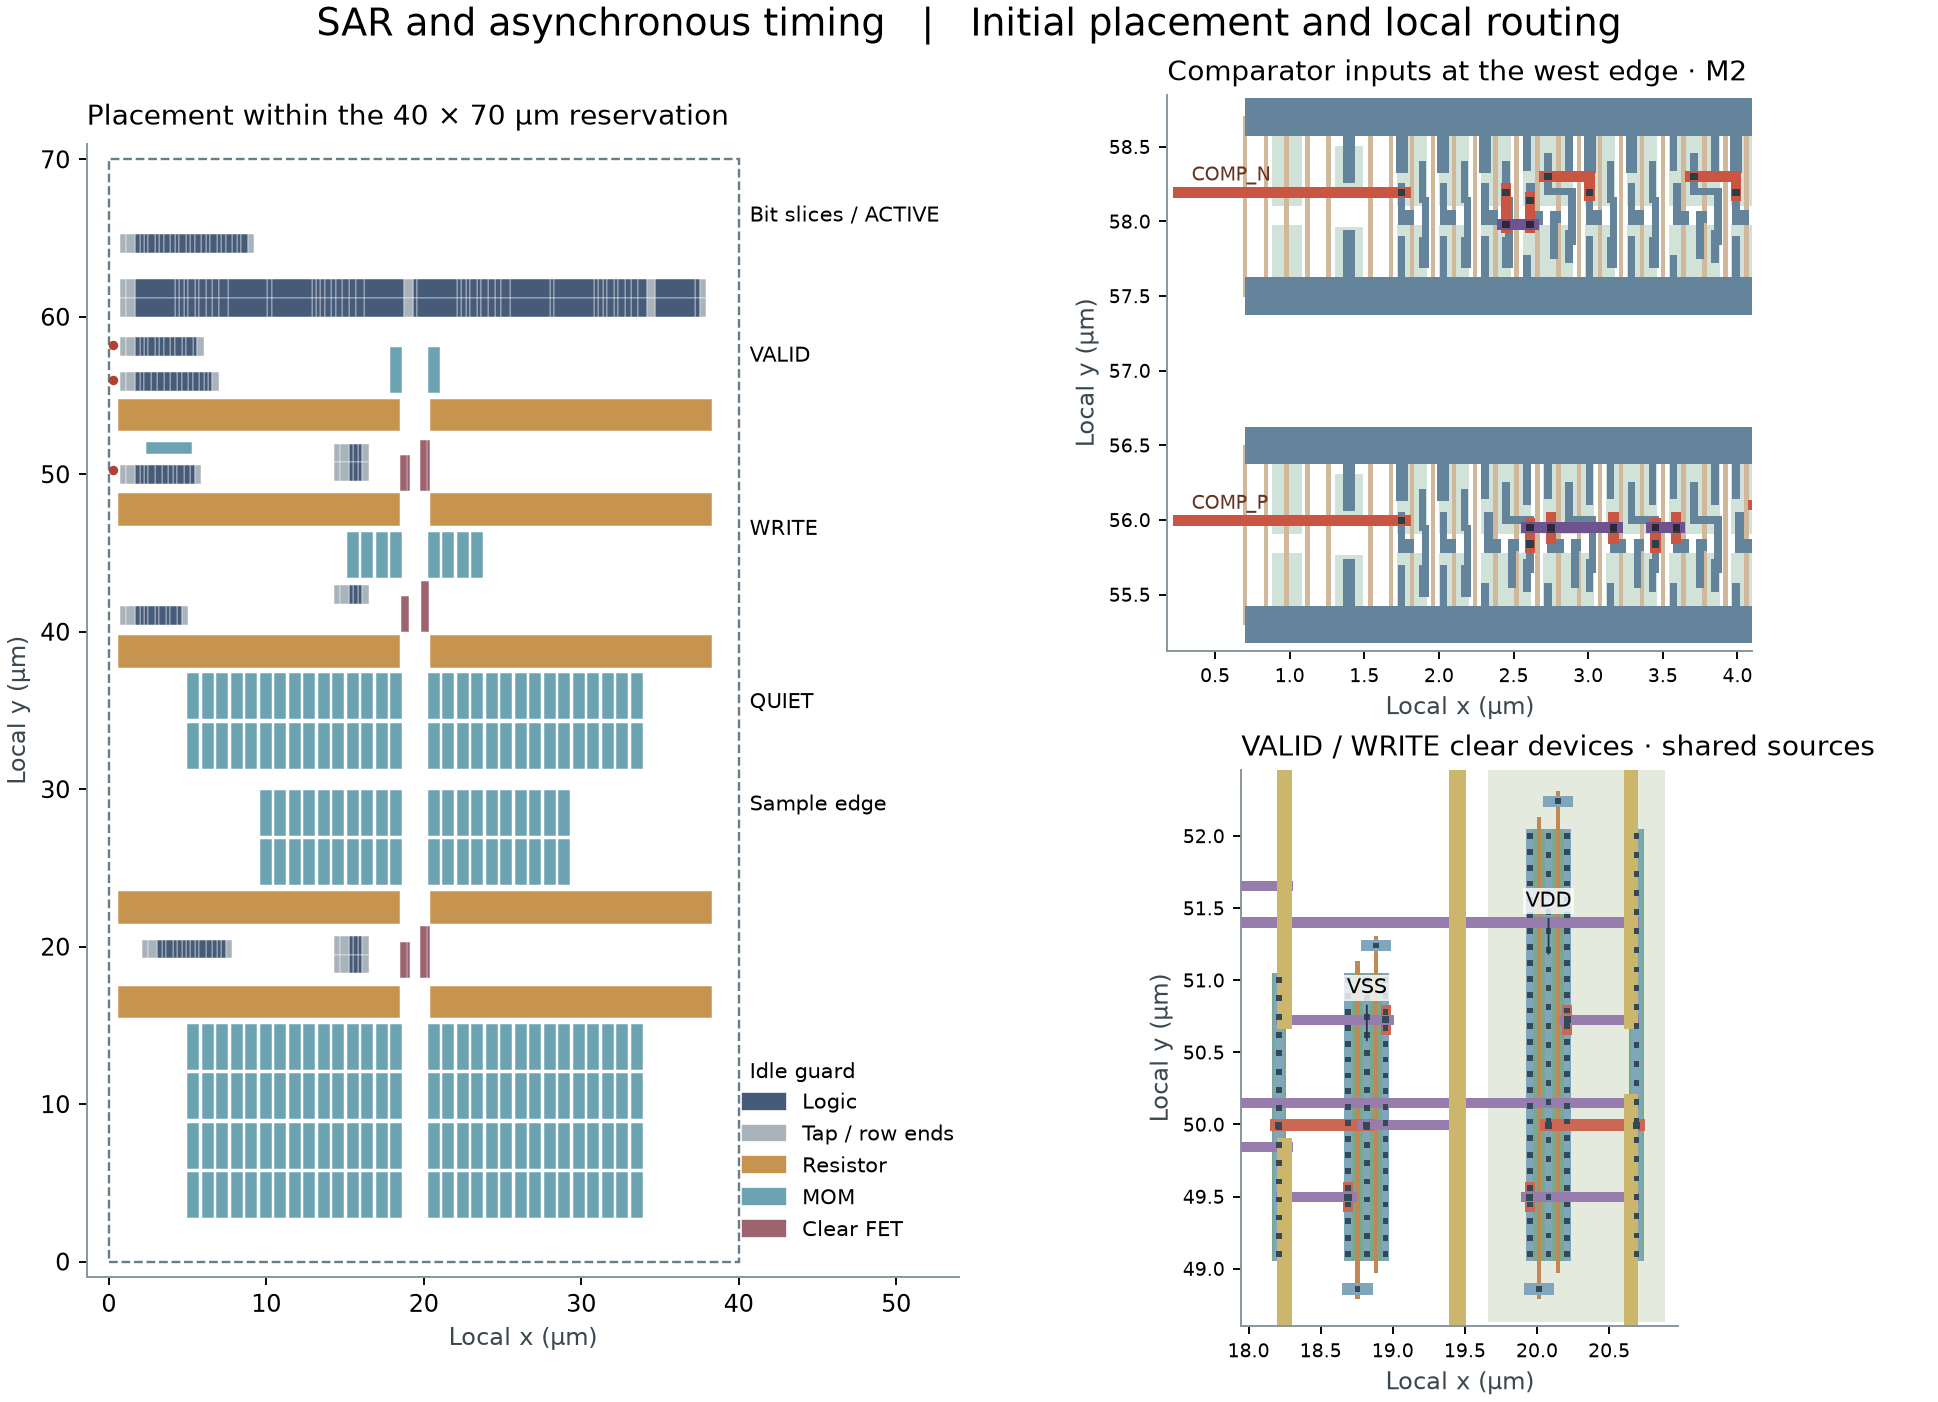 SAR and asynchronous timing | Initial placement and local routing
Placement within the 40 × 70 µm reservation
Local y (µm)
70
60
50
40
30
20
10
0
0 10 20 30 40 50
Local x (µm)
Bit slices / ACTIVE
VALID
WRITE
QUIET
Sample edge
Idle guard
Logic
Tap / row ends
Resistor
MOM
Clear FET
Comparator inputs at the west edge · M2
Local y (µm)
58.5
58.0
57.5
57.0
56.5
56.0
55.5
COMP_N
COMP_P
0.5 1.0 1.5 2.0 2.5 3.0 3.5 4.0
Local x (µm)
VALID / WRITE clear devices · shared sources
Local y (µm)
52.0
51.5
51.0
50.5
50.0
49.5
49.0
VDD
VSS
18.0 18.5 19.0 19.5 20.0 20.5
Local x (µm)